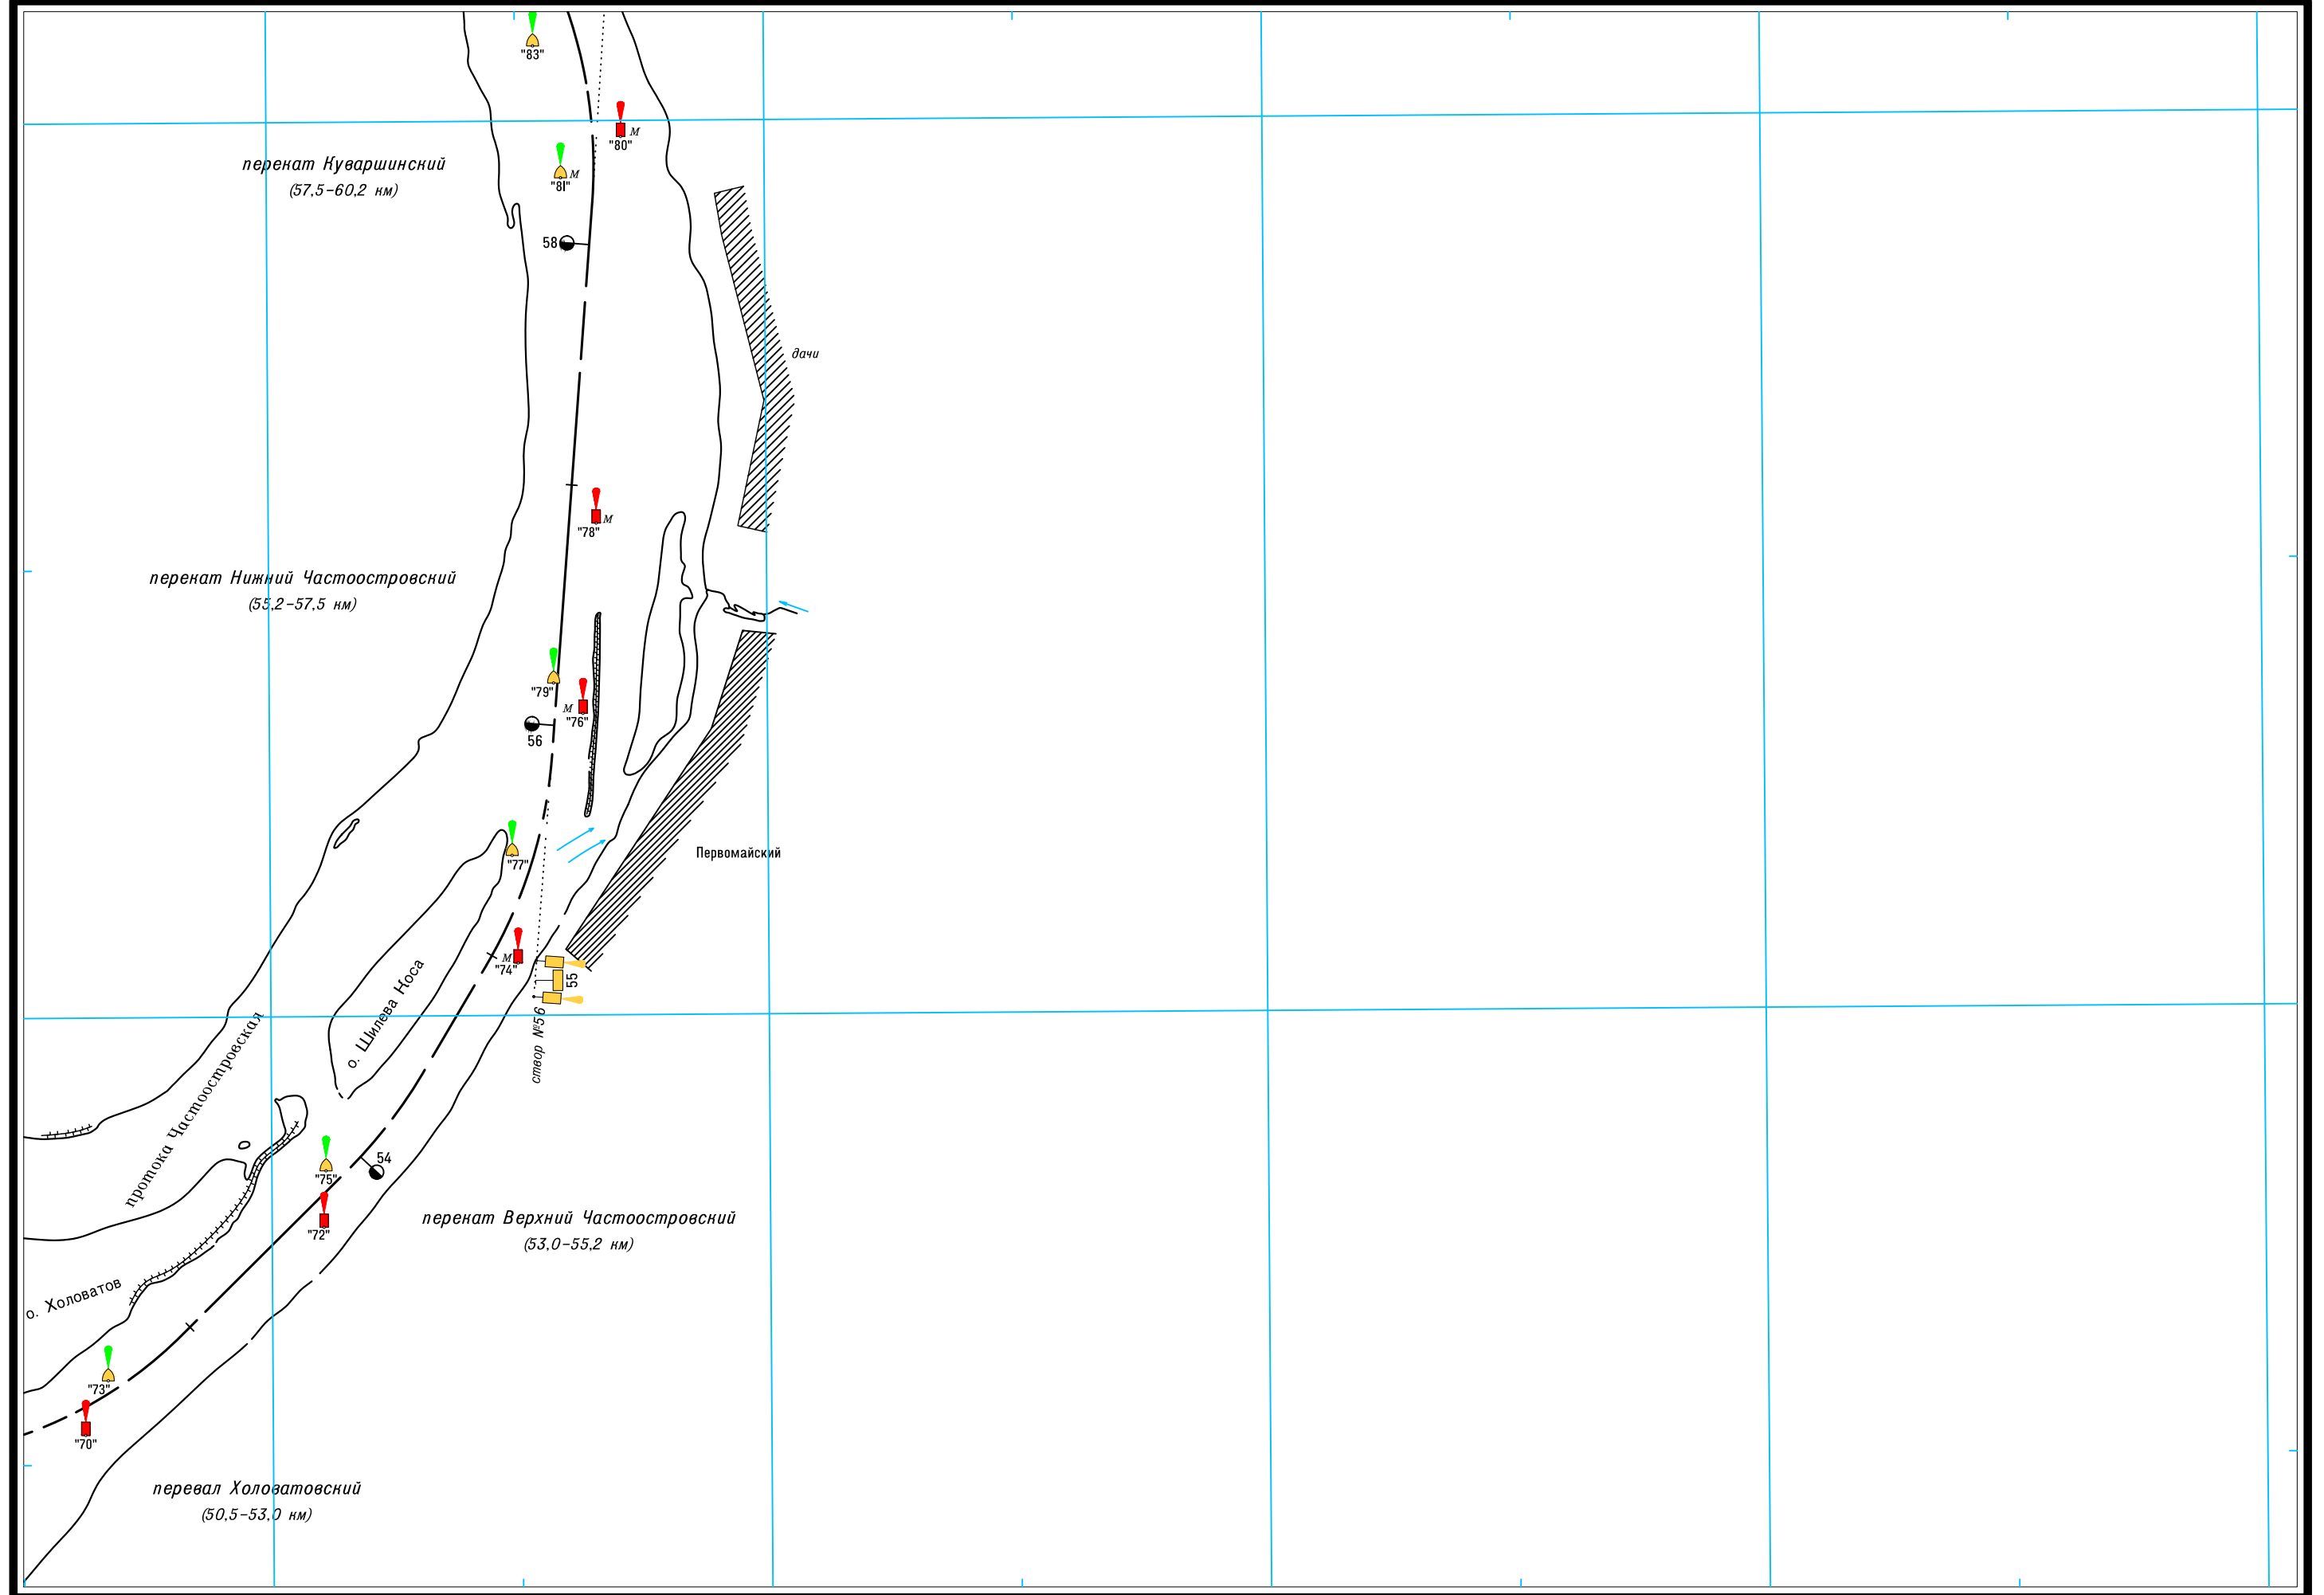 "83"
М
"80"
перекат Куваршинский
(57,5-60,2 км)
М
"81"
58
дачи
М
"78"
перекат Нижний Частоостровский
(55,2-57,5 км)
"79"
М
"76"
56
"77"
Первомайский
М
"74"
55
створ №56
о. Шилева Коса
протока Частоостровская
54
"75"
"72"
перекат Верхний Частоостровский
(53,0-55,2 км)
о. Холоватов
"73"
"70"
перевал Холоватовский
(50,5-53,0 км)